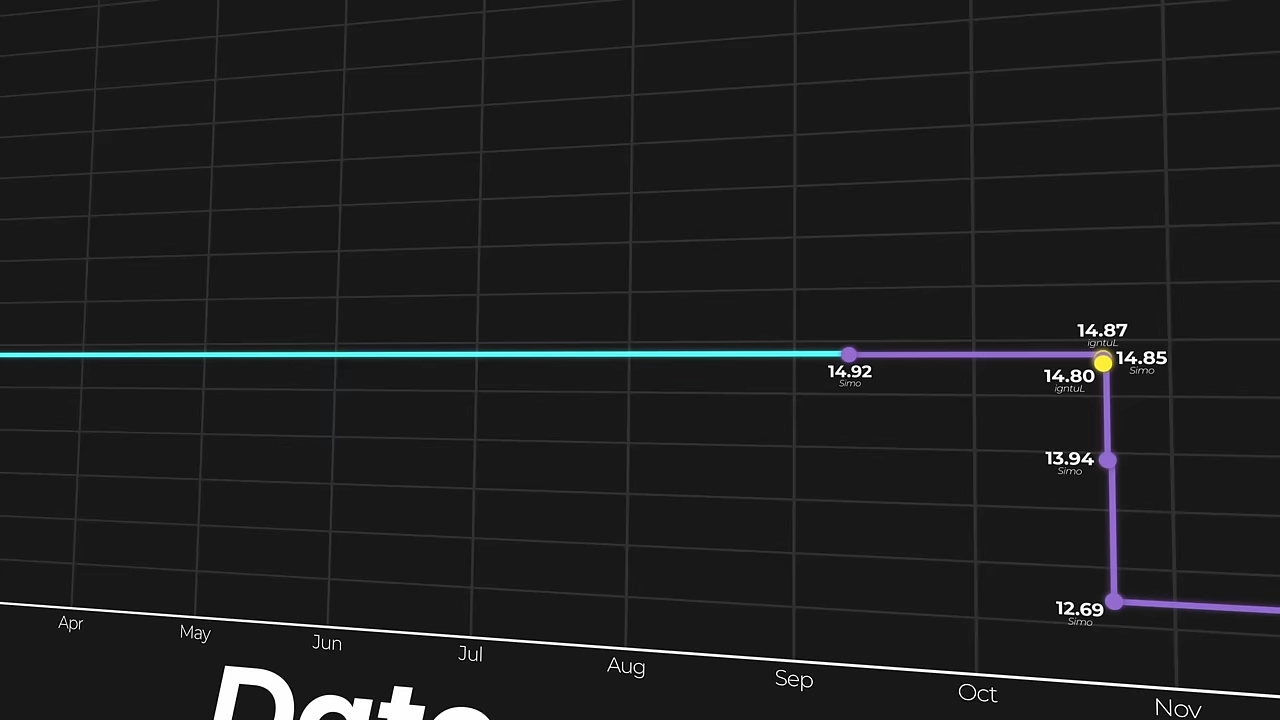 14.87
igntuL
14.85
Simo
14.92
Simo
14.80
igntuL
13.94
Simo
12.69
Simo
Apr
May
Jun
Jul
Aug
Sep
Oct
Nov
Date